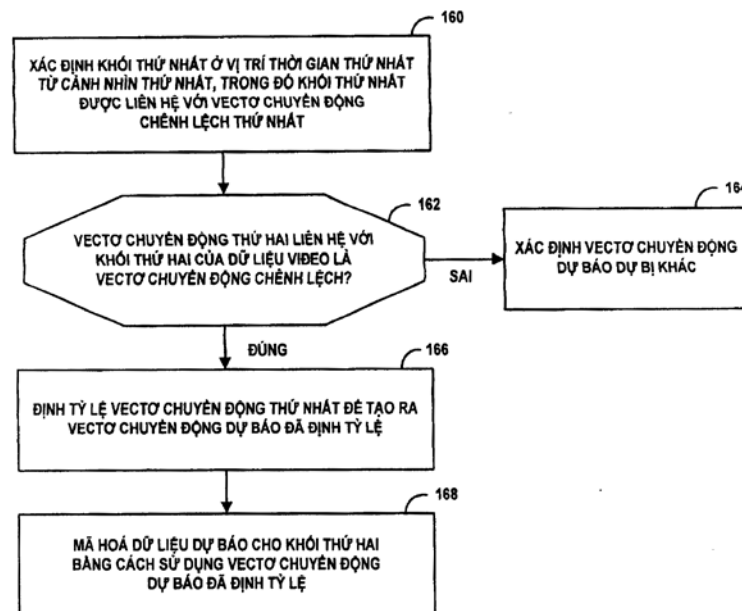 160
XÁC ĐỊNH KHỐI THỨ NHẤT Ở VỊ TRÍ THỜI GIAN THỨ NHẤT
TỪ CẢNH NHÌN THỨ NHẤT, TRONG ĐÓ KHỐI THỨ NHẤT
ĐƯỢC LIÊN HỆ VỚI VECTƠ CHUYỂN ĐỘNG
CHÊNH LỆCH THỨ NHẤT
162
VECTƠ CHUYỂN ĐỘNG THỨ HAI LIÊN HỆ VỚI
KHỐI THỨ HAI CỦA DỮ LIỆU VIDEO LÀ
VECTƠ CHUYỂN ĐỘNG CHÊNH LỆCH?
SAI
164
XÁC ĐỊNH VECTƠ CHUYỂN ĐỘNG
DỰ BÁO DỰ BỊ KHÁC
ĐÚNG
166
ĐỊNH TỶ LỆ VECTƠ CHUYỂN ĐỘNG THỨ NHẤT ĐỂ TẠO RA
VECTƠ CHUYỂN ĐỘNG DỰ BÁO ĐÃ ĐỊNH TỶ LỆ
168
MÃ HOÁ DỮ LIỆU DỰ BÁO CHO KHỐI THỨ HAI
BẰNG CÁCH SỬ DỤNG VECTƠ CHUYỂN ĐỘNG
DỰ BÁO ĐÃ ĐỊNH TỶ LỆ